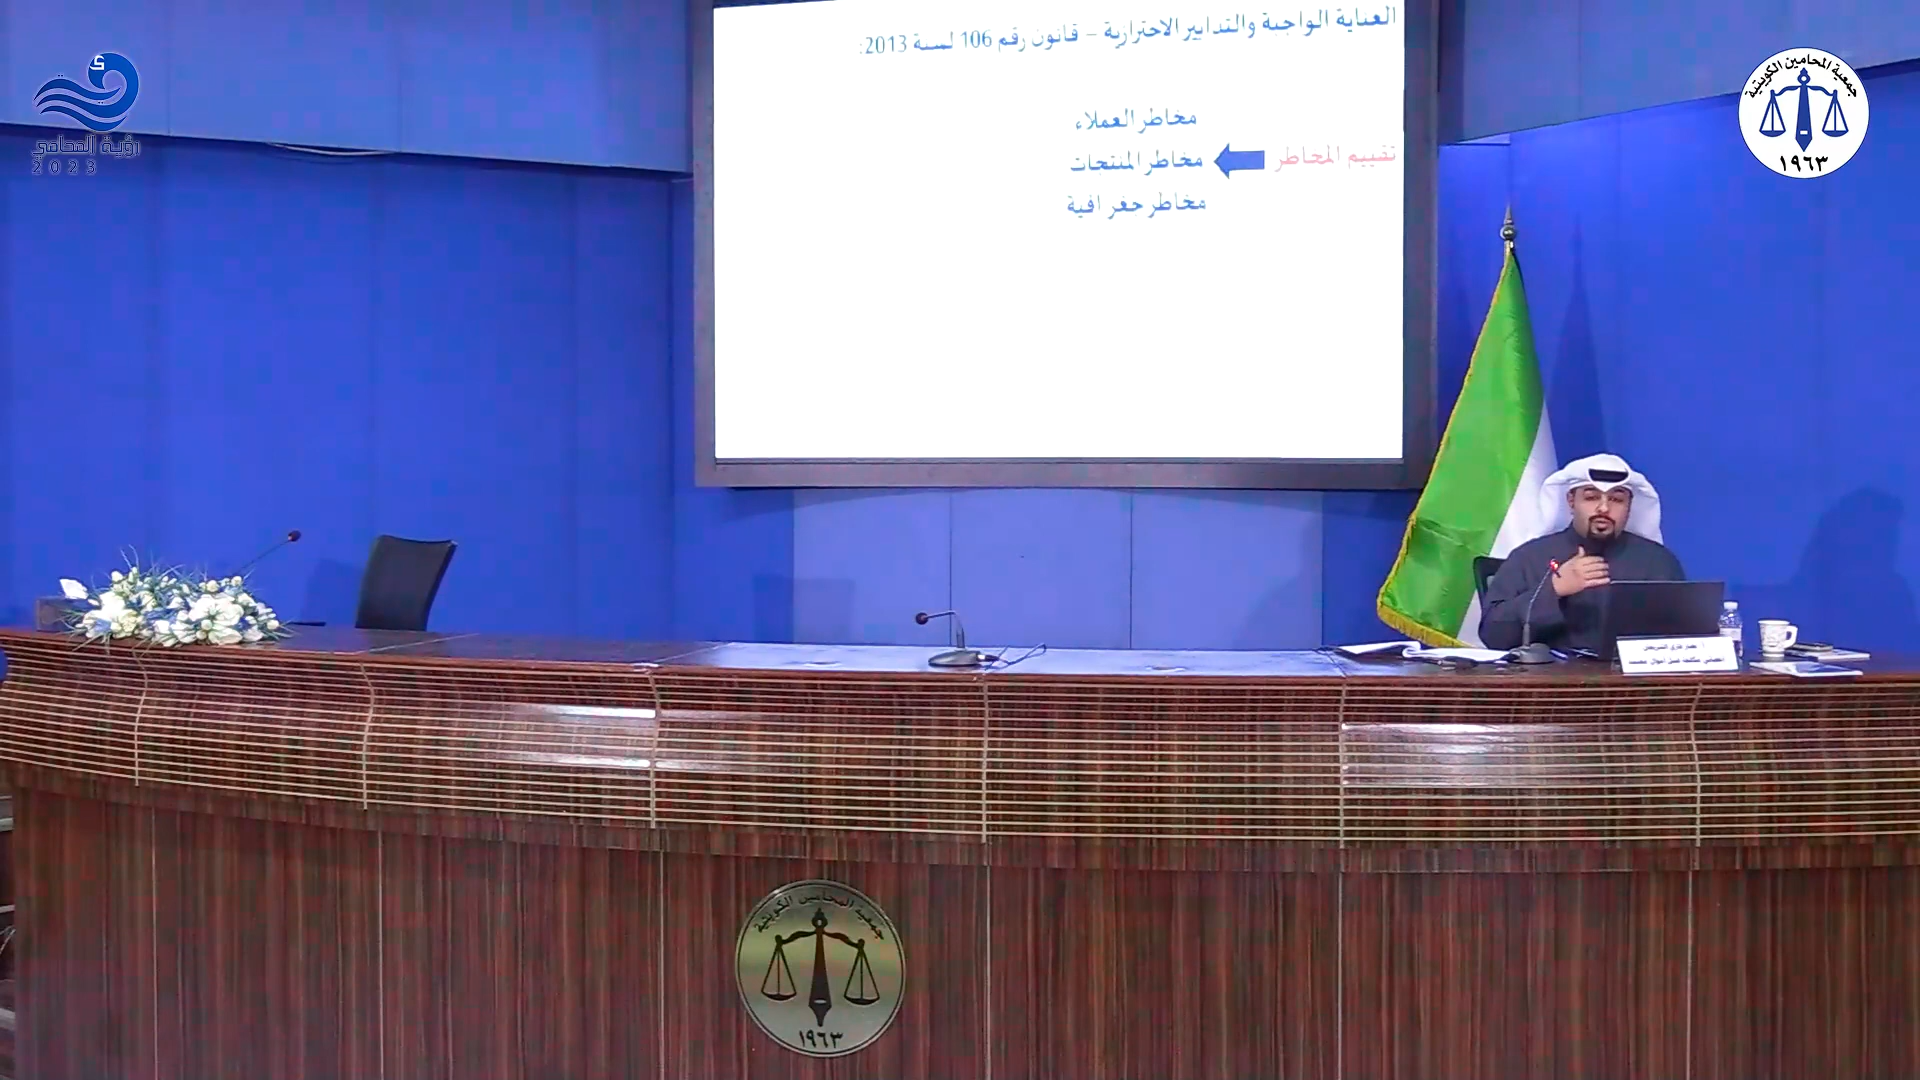 العناية الواجبة والتدابير الاحترازية – قانون رقم 106 لسنة 2013:
مخاطر العملاء
تقييم المخاطر
مخاطر المنتجات
مخاطر جغرافية
ي
رؤية المحامي
2023
جمعية المحامين الكويتية
١٩٦٣
جمعية المحامين الكويتية
١٩٦٣